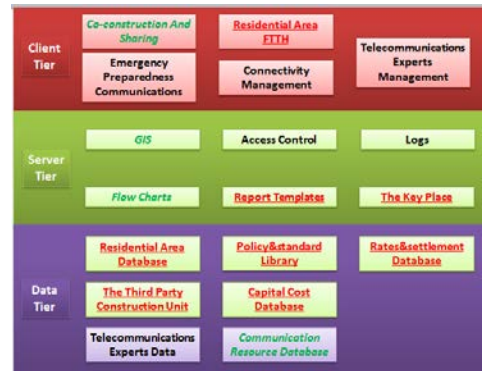 Client
Tier
Co-construction And
Sharing
Residential Area
FTTH
Telecommunications
Experts
Management
Emergency
Preparedness
Communications
Connectivity
Management
Server
Tier
GIS
Access Control
Logs
Flow Charts
Report Templates
The Key Place
Data
Tier
Residential Area
Database
Policy&standard
Library
Rates&settlement
Database
The Third Party
Construction Unit
Capital Cost
Database
Telecommunications
Experts Data
Communication
Resource Database